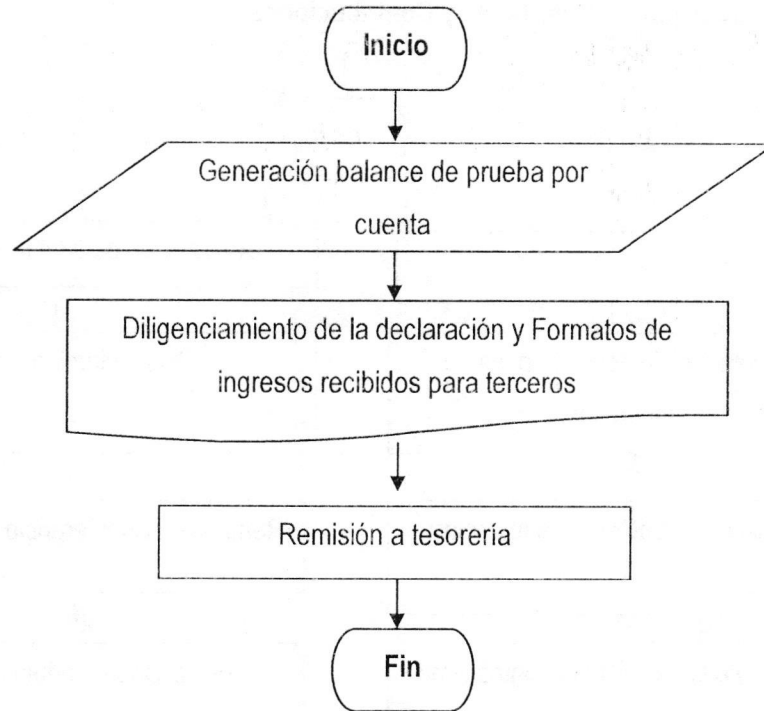 Inicio
Generación balance de prueba por
cuenta
Diligenciamiento de la declaración y Formatos de
ingresos recibidos para terceros
Remisión a tesorería
Fin